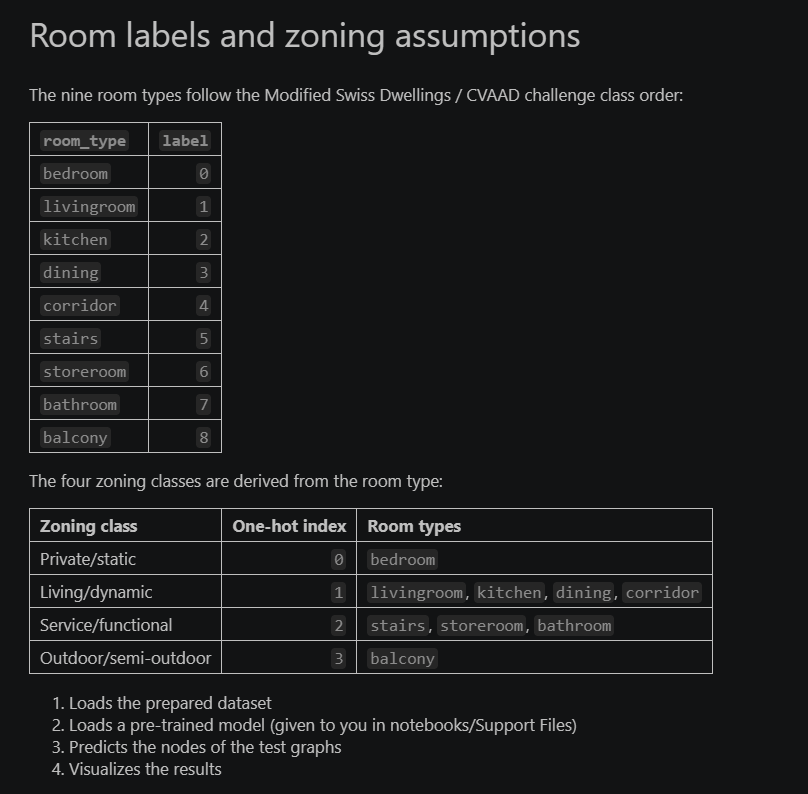 Room labels and zoning assumptions
The nine room types follow the Modified Swiss Dwellings / CVAAD challenge class order:
room_type label
bedroom 0
livingroom 1
kitchen 2
dining 3
corridor 4
stairs 5
storeroom 6
bathroom 7
balcony 8
The four zoning classes are derived from the room type:
Zoning class One-hot index Room types
Private/static 0 bedroom
Living/dynamic 1 livingroom, kitchen, dining, corridor
Service/functional 2 stairs, storeroom, bathroom
Outdoor/semi-outdoor 3 balcony
1. Loads the prepared dataset
2. Loads a pre-trained model (given to you in notebooks/Support Files)
3. Predicts the nodes of the test graphs
4. Visualizes the results